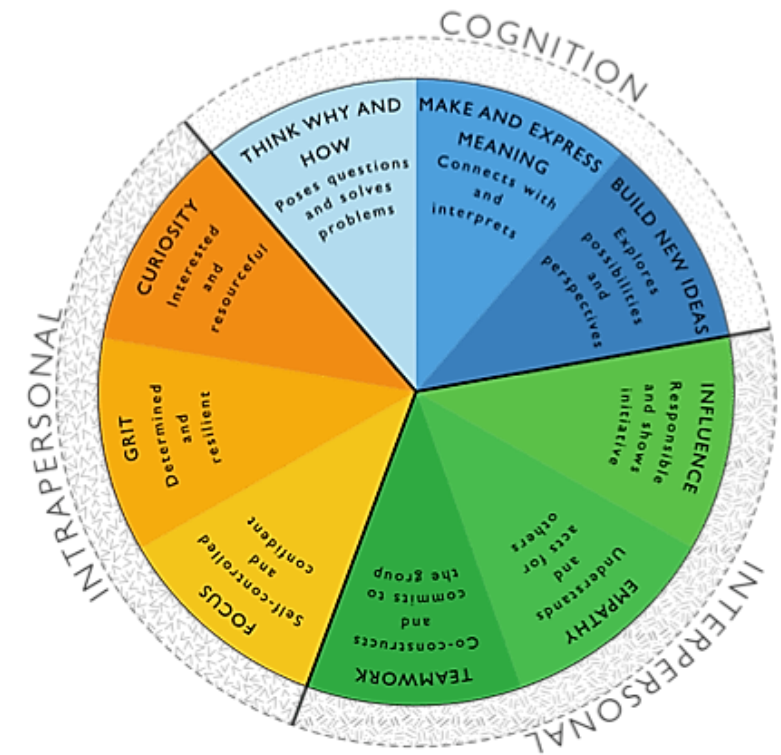 COGNITION
THINK WHY AND
HOW
Poses questions
and solves
problems
MAKE AND EXPRESS
MEANING
Connects with
and
interprets
BUILD NEW IDEAS
Explores
possibilities
and
perspectives
INTERPERSONAL
INFLUENCE
Responsible
and shows
initiative
EMPATHY
Understands
and
acts for
others
TEAMWORK
Co-constructs
and
commits to
the group
INTRAPERSONAL
FOCUS
Self-controlled
and
confident
GRIT
Determined
and
resilient
CURIOSITY
Interested
and
resourceful